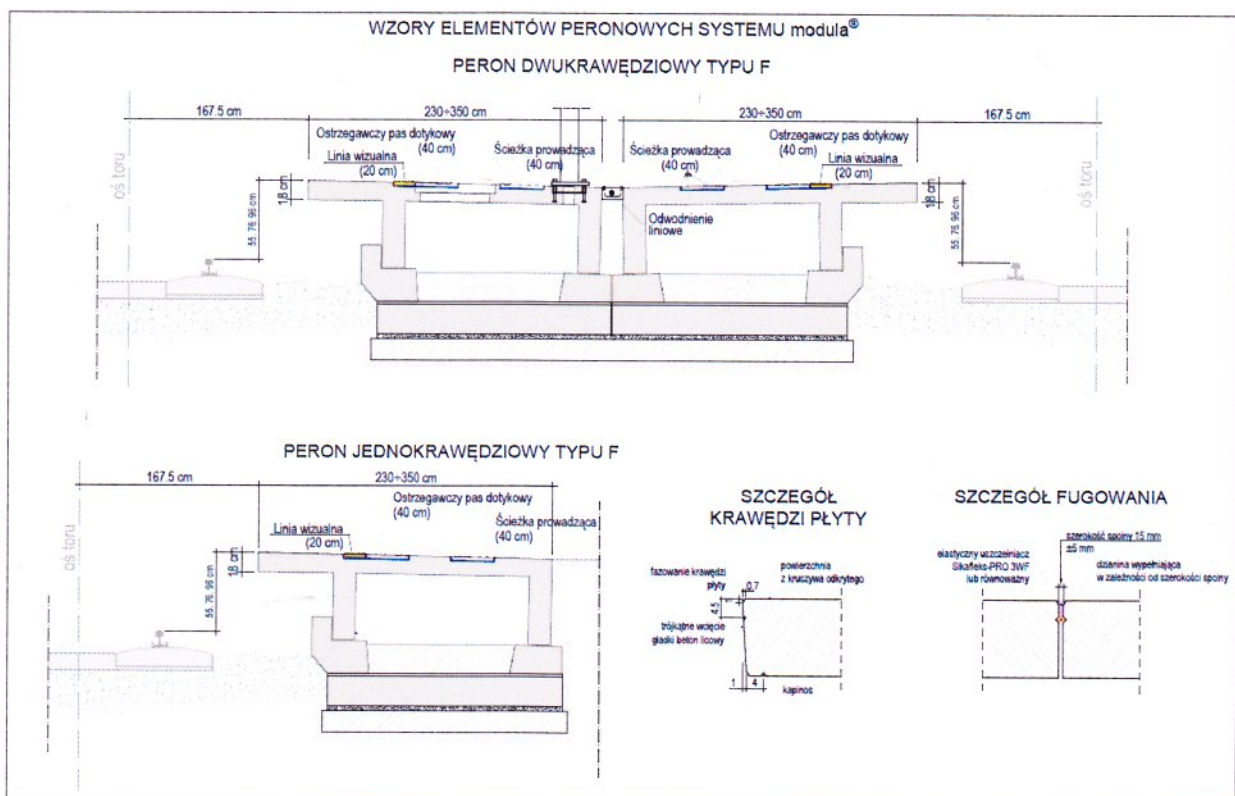 WZORY ELEMENTÓW PERONOWYCH SYSTEMU modula®
PERON DWUKRAWĘDZIOWY TYPU F
167.5 cm
230÷350 cm
230÷350 cm
167.5 cm
Ostrzegawczy pas dotykowy
(40 cm)
Linia wizualna
(20 cm)
Ścieżka prowadząca
(40 cm)
Ścieżka prowadząca
(40 cm)
Ostrzegawczy pas dotykowy
(40 cm)
Linia wizualna
(20 cm)
oś toru
oś toru
18 cm
18 cm
55, 76, 96 cm
55, 76, 96 cm
Odwodnienie
liniowe
PERON JEDNOKRAWĘDZIOWY TYPU F
167.5 cm
230÷350 cm
Ostrzegawczy pas dotykowy
(40 cm)
Linia wizualna
(20 cm)
Ścieżka prowadząca
(40 cm)
oś toru
18 cm
55, 76, 96 cm
SZCZEGÓŁ
KRAWĘDZI PŁYTY
fazowanie krawędzi
płyty
0.7
powierzchnia
z kruszywa odkrytego
1
4.5
trójkątne wcięcie
gładki beton licowy
1
4
kapinos
SZCZEGÓŁ FUGOWANIA
szerokość spoiny 15 mm
±5 mm
elastyczny uszczelniacz
Sikafleks-PRO 3WF
lub równoważny
dzianina wypełniająca
w zależności od szerokości spoiny